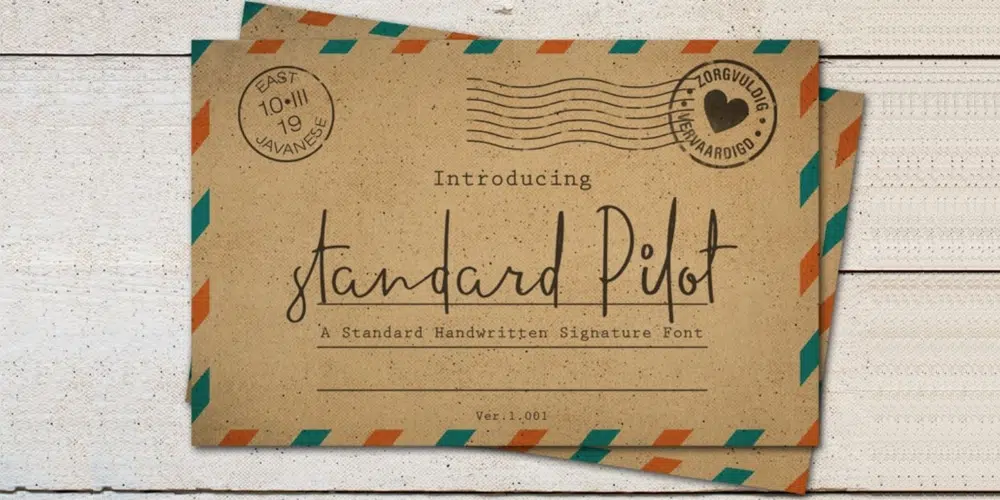 EAST
10•III
19
JAVANESE
ZORGVULDIG
VERVAARDIGD
Introducing
standard Pilot
A Standard Handwritten Signature Font
Ver.1.001